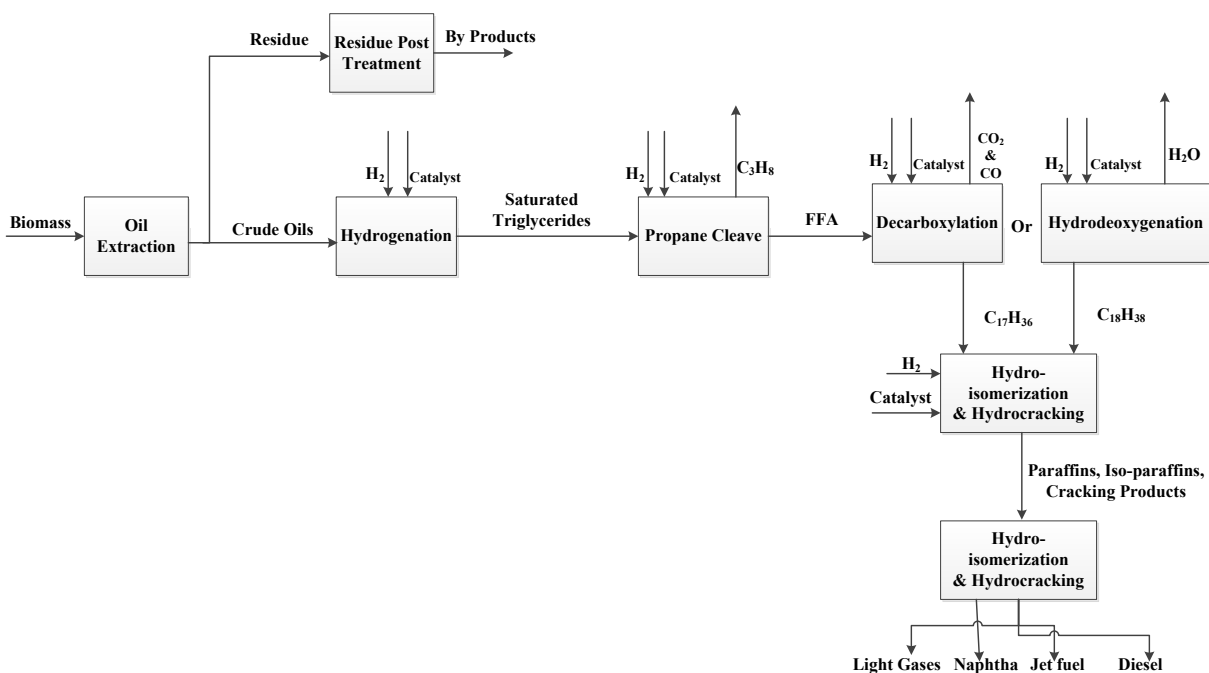 Residue
Residue Post
Treatment
By Products
H₂
Catalyst
H₂
Catalyst
C₃H₈
H₂
Catalyst
CO₂
&
CO
H₂
Catalyst
H₂O
Biomass
Oil
Extraction
Crude Oils
Hydrogenation
Saturated
Triglycerides
Propane Cleave
FFA
Decarboxylation
Or
Hydrodeoxygenation
C₁₇H₃₆
C₁₈H₃₈
H₂
Catalyst
Hydro-
isomerization
& Hydrocracking
Paraffins, Iso-paraffins,
Cracking Products
Hydro-
isomerization
& Hydrocracking
Light Gases
Naphtha
Jet fuel
Diesel